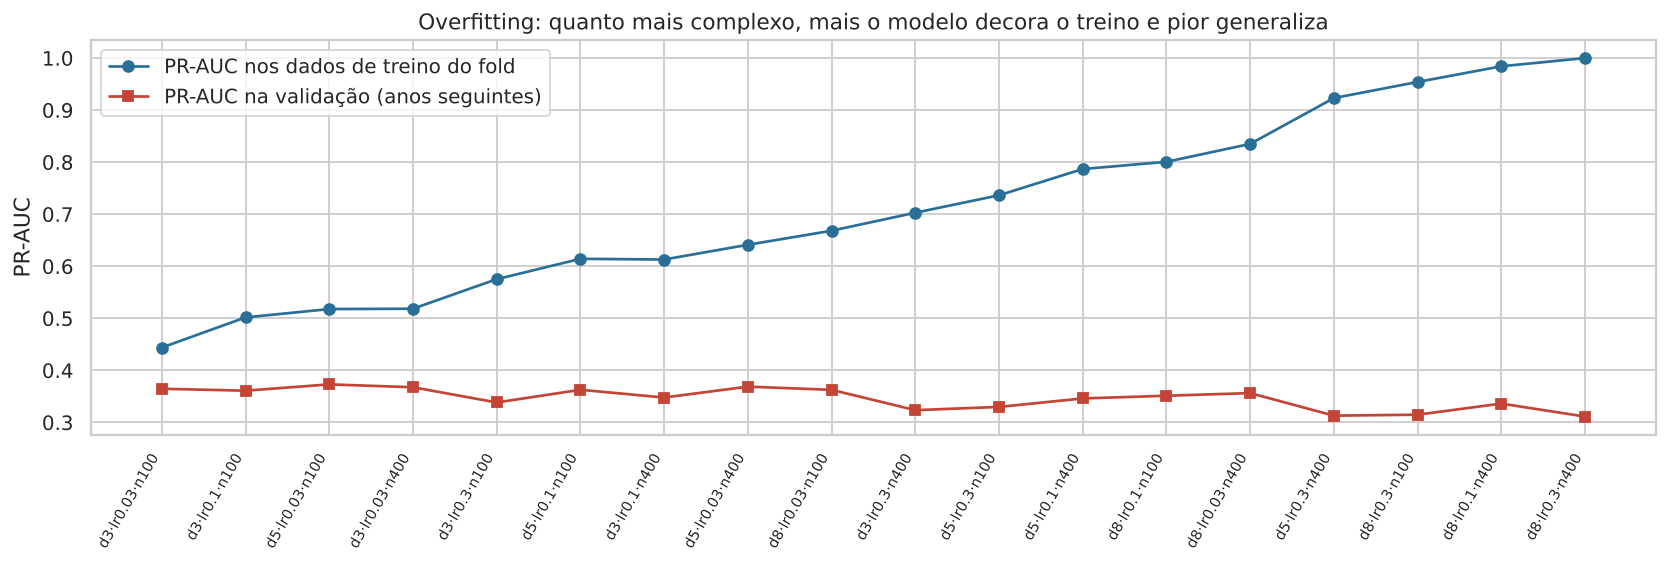 Overfitting: quanto mais complexo, mais o modelo decora o treino e pior generaliza
PR-AUC nos dados de treino do fold
PR-AUC na validação (anos seguintes)
PR-AUC
1.0
0.9
0.8
0.7
0.6
0.5
0.4
0.3
d3·lr0.03·n100
d3·lr0.1·n100
d5·lr0.03·n100
d3·lr0.03·n400
d3·lr0.3·n100
d5·lr0.1·n100
d3·lr0.1·n400
d5·lr0.03·n400
d8·lr0.03·n100
d3·lr0.3·n400
d5·lr0.3·n100
d5·lr0.1·n400
d8·lr0.1·n100
d8·lr0.03·n400
d5·lr0.3·n400
d8·lr0.3·n100
d8·lr0.1·n400
d8·lr0.3·n400